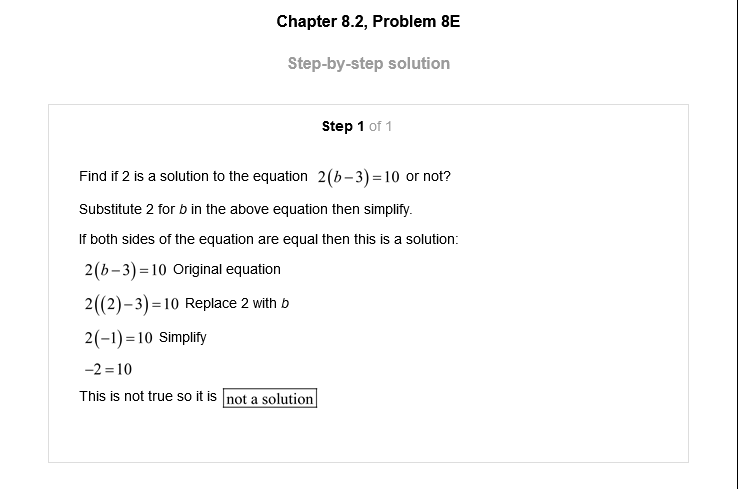 Chapter 8.2, Problem 8E
Step-by-step solution
Step 1 of 1
Find if 2 is a solution to the equation 2(b−3)=10 or not?
Substitute 2 for b in the above equation then simplify.
If both sides of the equation are equal then this is a solution:
2(b−3)=10 Original equation
2((2)−3)=10 Replace 2 with b
2(−1)=10 Simplify
−2=10
This is not true so it is not a solution